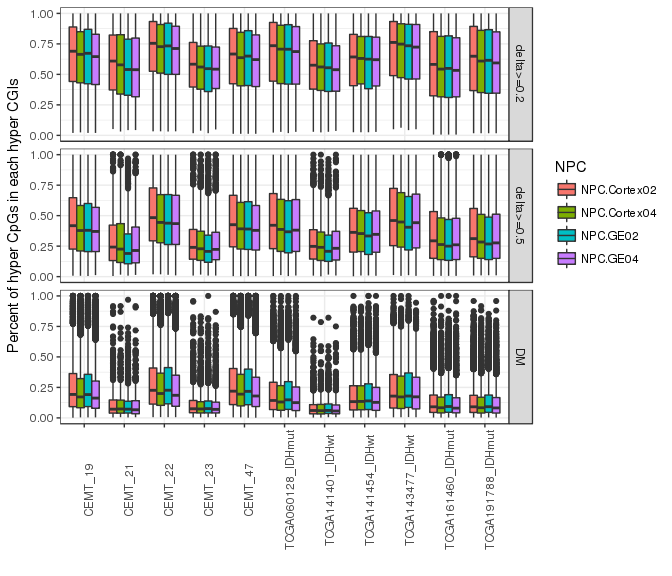 Percent of hyper CpGs in each hyper CGIs
1.00
0.75
0.50
0.25
0.00
delta>=0.2
1.00
0.75
0.50
0.25
0.00
delta>=0.5
1.00
0.75
0.50
0.25
0.00
DM
CEMT_19
CEMT_21
CEMT_22
CEMT_23
CEMT_47
TCGA060128_IDHmut
TCGA141401_IDHwt
TCGA141454_IDHwt
TCGA143477_IDHwt
TCGA161460_IDHmut
TCGA191788_IDHmut
NPC
NPC.Cortex02
NPC.Cortex04
NPC.GE02
NPC.GE04